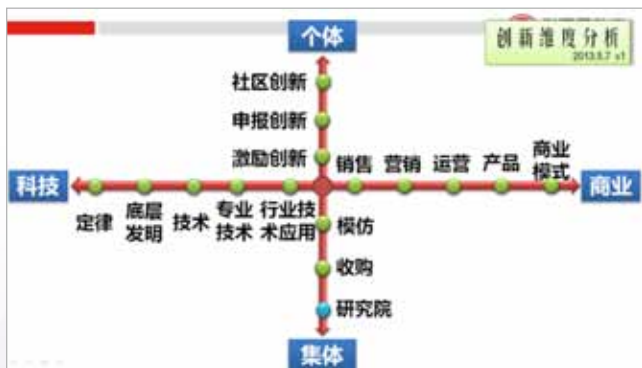 个体
创新维度分析
2013.5.7 v1
社区创新
申报创新
激励创新
科技
商业
销售
营销
运营
产品
商业
模式
定律
底层
发明
技术
专业
技术
行业技
术应用
模仿
收购
研究院
集体